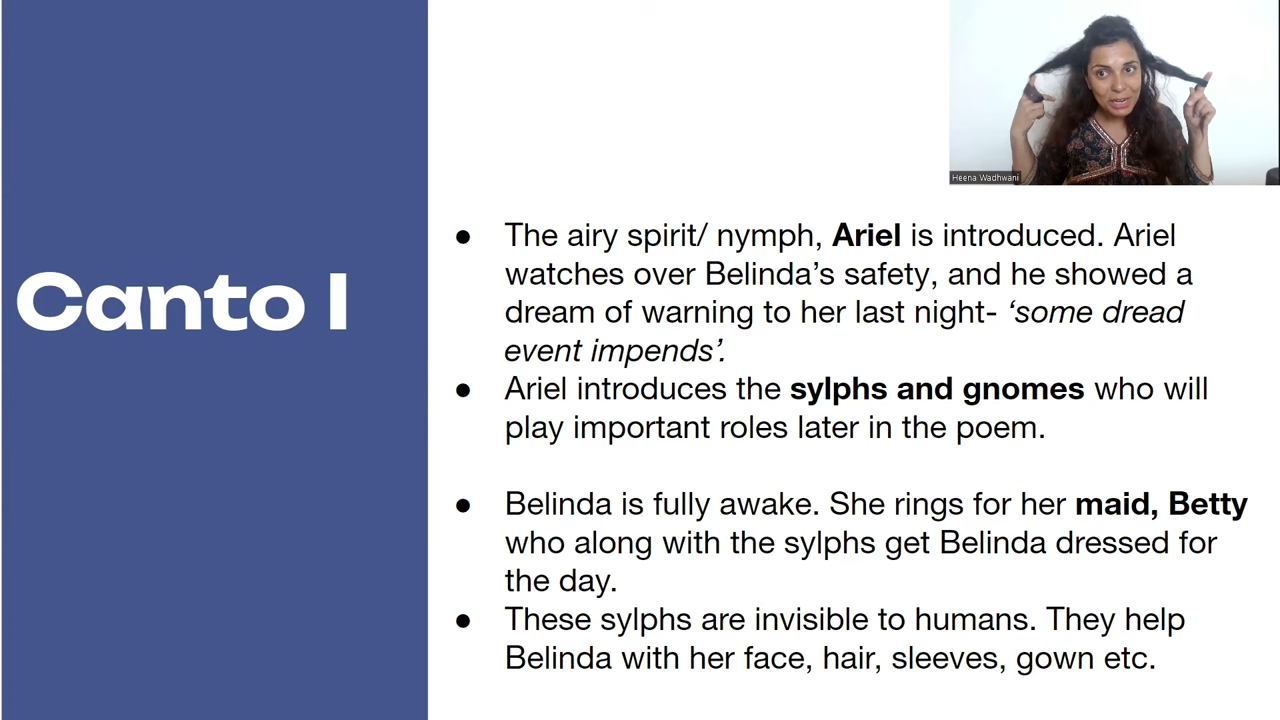 Heena Wadhwani
Canto I
● The airy spirit/ nymph, Ariel is introduced. Ariel
watches over Belinda's safety, and he showed a
dream of warning to her last night- ‘some dread
event impends’.
● Ariel introduces the sylphs and gnomes who will
play important roles later in the poem.
● Belinda is fully awake. She rings for her maid, Betty
who along with the sylphs get Belinda dressed for
the day.
● These sylphs are invisible to humans. They help
Belinda with her face, hair, sleeves, gown etc.